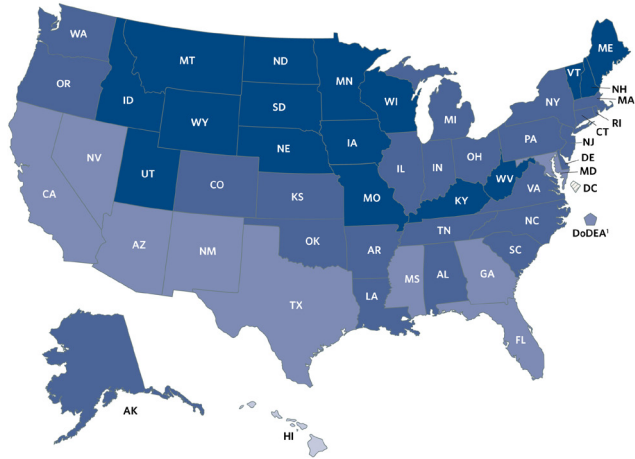 WA
MT
ND
MN
ME
VT
OR
ID
SD
WI
MI
NY
NH
MA
RI
CT
WY
IA
PA
NJ
NE
NV
UT
CO
IL
IN
OH
DE
MD
WV
VA
DC
CA
KS
MO
KY
NC
DoDEA¹
TN
AZ
NM
OK
AR
SC
MS
AL
GA
TX
LA
FL
AK
HI